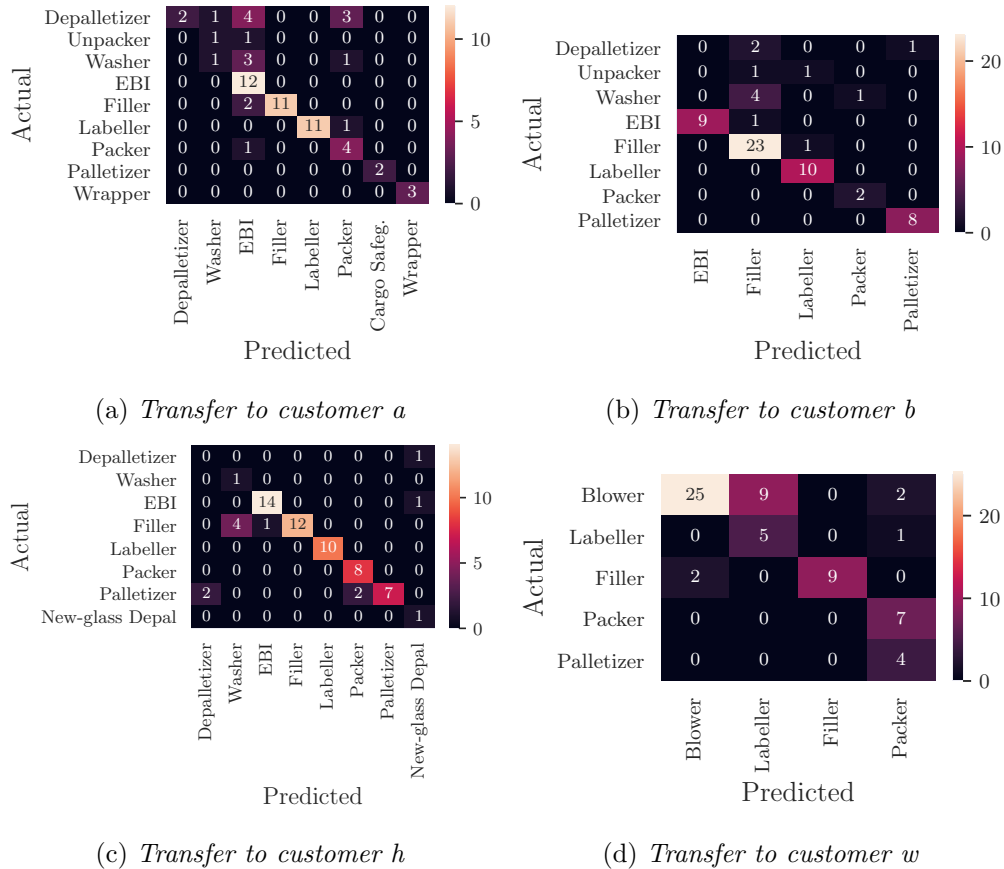 Actual
Depalletizer 2 1 4 0 0 3 0 0
Unpacker 0 1 1 0 0 0 0 0
Washer 0 1 3 0 0 1 0 0
EBI 0 0 12 0 0 0 0 0
Filler 0 0 2 11 0 0 0 0
Labeller 0 0 0 0 11 1 0 0
Packer 0 0 1 0 0 4 0 0
Palletizer 0 0 0 0 0 0 2 0
Wrapper 0 0 0 0 0 0 0 3
10
0
Depalletizer
Washer
EBI
Filler
Labeller
Packer
Cargo Safeg.
Wrapper
Predicted
(a) Transfer to customer a
Actual
Depalletizer 0 2 0 0 1
Unpacker 0 1 1 0 0
Washer 0 4 0 1 0
EBI 9 1 0 0 0
Filler 0 23 1 0 0
Labeller 0 0 10 0 0
Packer 0 0 0 2 0
Palletizer 0 0 0 0 8
20
10
0
EBI
Filler
Labeller
Packer
Palletizer
Predicted
(b) Transfer to customer b
Actual
Depalletizer 0 0 0 0 0 0 0 1
Washer 0 1 0 0 0 0 0 0
EBI 0 0 14 0 0 0 0 1
Filler 0 4 1 12 0 0 0 0
Labeller 0 0 0 0 10 0 0 0
Packer 0 0 0 0 0 8 0 0
Palletizer 2 0 0 0 0 2 7 0
New-glass Depal 0 0 0 0 0 0 0 1
10
0
Depalletizer
Washer
EBI
Filler
Labeller
Packer
Palletizer
New-glass Depal
Predicted
(c) Transfer to customer h
Actual
Blower 25 9 0 2
Labeller 0 5 0 1
Filler 2 0 9 0
Packer 0 0 0 7
Palletizer 0 0 0 4
20
10
0
Blower
Labeller
Filler
Packer
Predicted
(d) Transfer to customer w